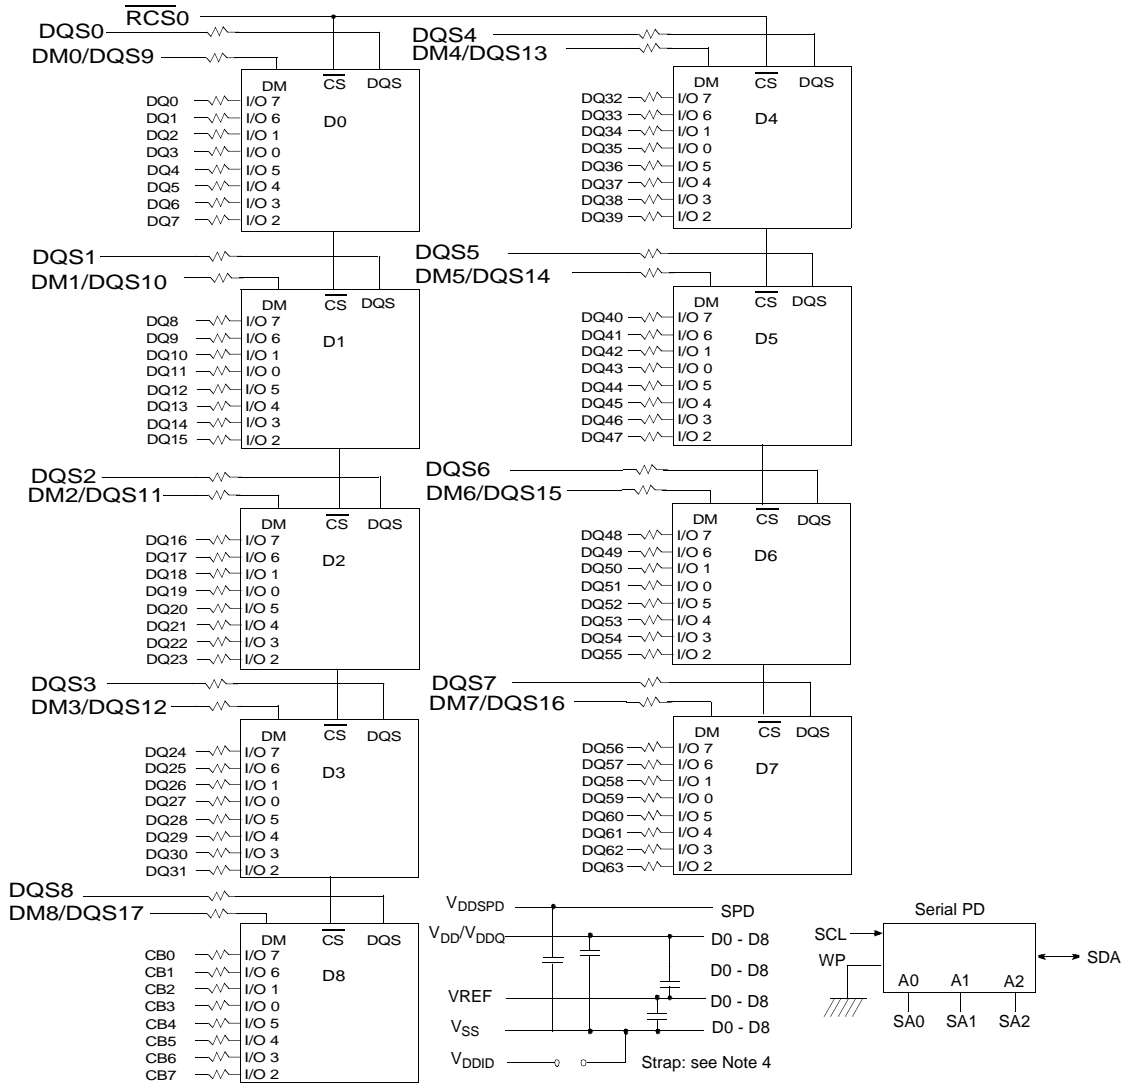 RCS0
DQS0
DM0/DQS9
DM CS DQS
D0
DQ0 I/O 7
DQ1 I/O 6
DQ2 I/O 1
DQ3 I/O 0
DQ4 I/O 5
DQ5 I/O 4
DQ6 I/O 3
DQ7 I/O 2
DQS1
DM1/DQS10
DM CS DQS
D1
DQ8 I/O 7
DQ9 I/O 6
DQ10 I/O 1
DQ11 I/O 0
DQ12 I/O 5
DQ13 I/O 4
DQ14 I/O 3
DQ15 I/O 2
DQS2
DM2/DQS11
DM CS DQS
D2
DQ16 I/O 7
DQ17 I/O 6
DQ18 I/O 1
DQ19 I/O 0
DQ20 I/O 5
DQ21 I/O 4
DQ22 I/O 3
DQ23 I/O 2
DQS3
DM3/DQS12
DM CS DQS
D3
DQ24 I/O 7
DQ25 I/O 6
DQ26 I/O 1
DQ27 I/O 0
DQ28 I/O 5
DQ29 I/O 4
DQ30 I/O 3
DQ31 I/O 2
DQS8
DM8/DQS17
DM CS DQS
D8
CB0 I/O 7
CB1 I/O 6
CB2 I/O 1
CB3 I/O 0
CB4 I/O 5
CB5 I/O 4
CB6 I/O 3
CB7 I/O 2
DQS4
DM4/DQS13
DM CS DQS
D4
DQ32 I/O 7
DQ33 I/O 6
DQ34 I/O 1
DQ35 I/O 0
DQ36 I/O 5
DQ37 I/O 4
DQ38 I/O 3
DQ39 I/O 2
DQS5
DM5/DQS14
DM CS DQS
D5
DQ40 I/O 7
DQ41 I/O 6
DQ42 I/O 1
DQ43 I/O 0
DQ44 I/O 5
DQ45 I/O 4
DQ46 I/O 3
DQ47 I/O 2
DQS6
DM6/DQS15
DM CS DQS
D6
DQ48 I/O 7
DQ49 I/O 6
DQ50 I/O 1
DQ51 I/O 0
DQ52 I/O 5
DQ53 I/O 4
DQ54 I/O 3
DQ55 I/O 2
DQS7
DM7/DQS16
DM CS DQS
D7
DQ56 I/O 7
DQ57 I/O 6
DQ58 I/O 1
DQ59 I/O 0
DQ60 I/O 5
DQ61 I/O 4
DQ62 I/O 3
DQ63 I/O 2
VDDSPD SPD
VDD/VDDQ D0 - D8
D0 - D8
VREF D0 - D8
VSS D0 - D8
VDDID Strap: see Note 4
Serial PD
SCL
WP
SDA
A0 A1 A2
SA0 SA1 SA2